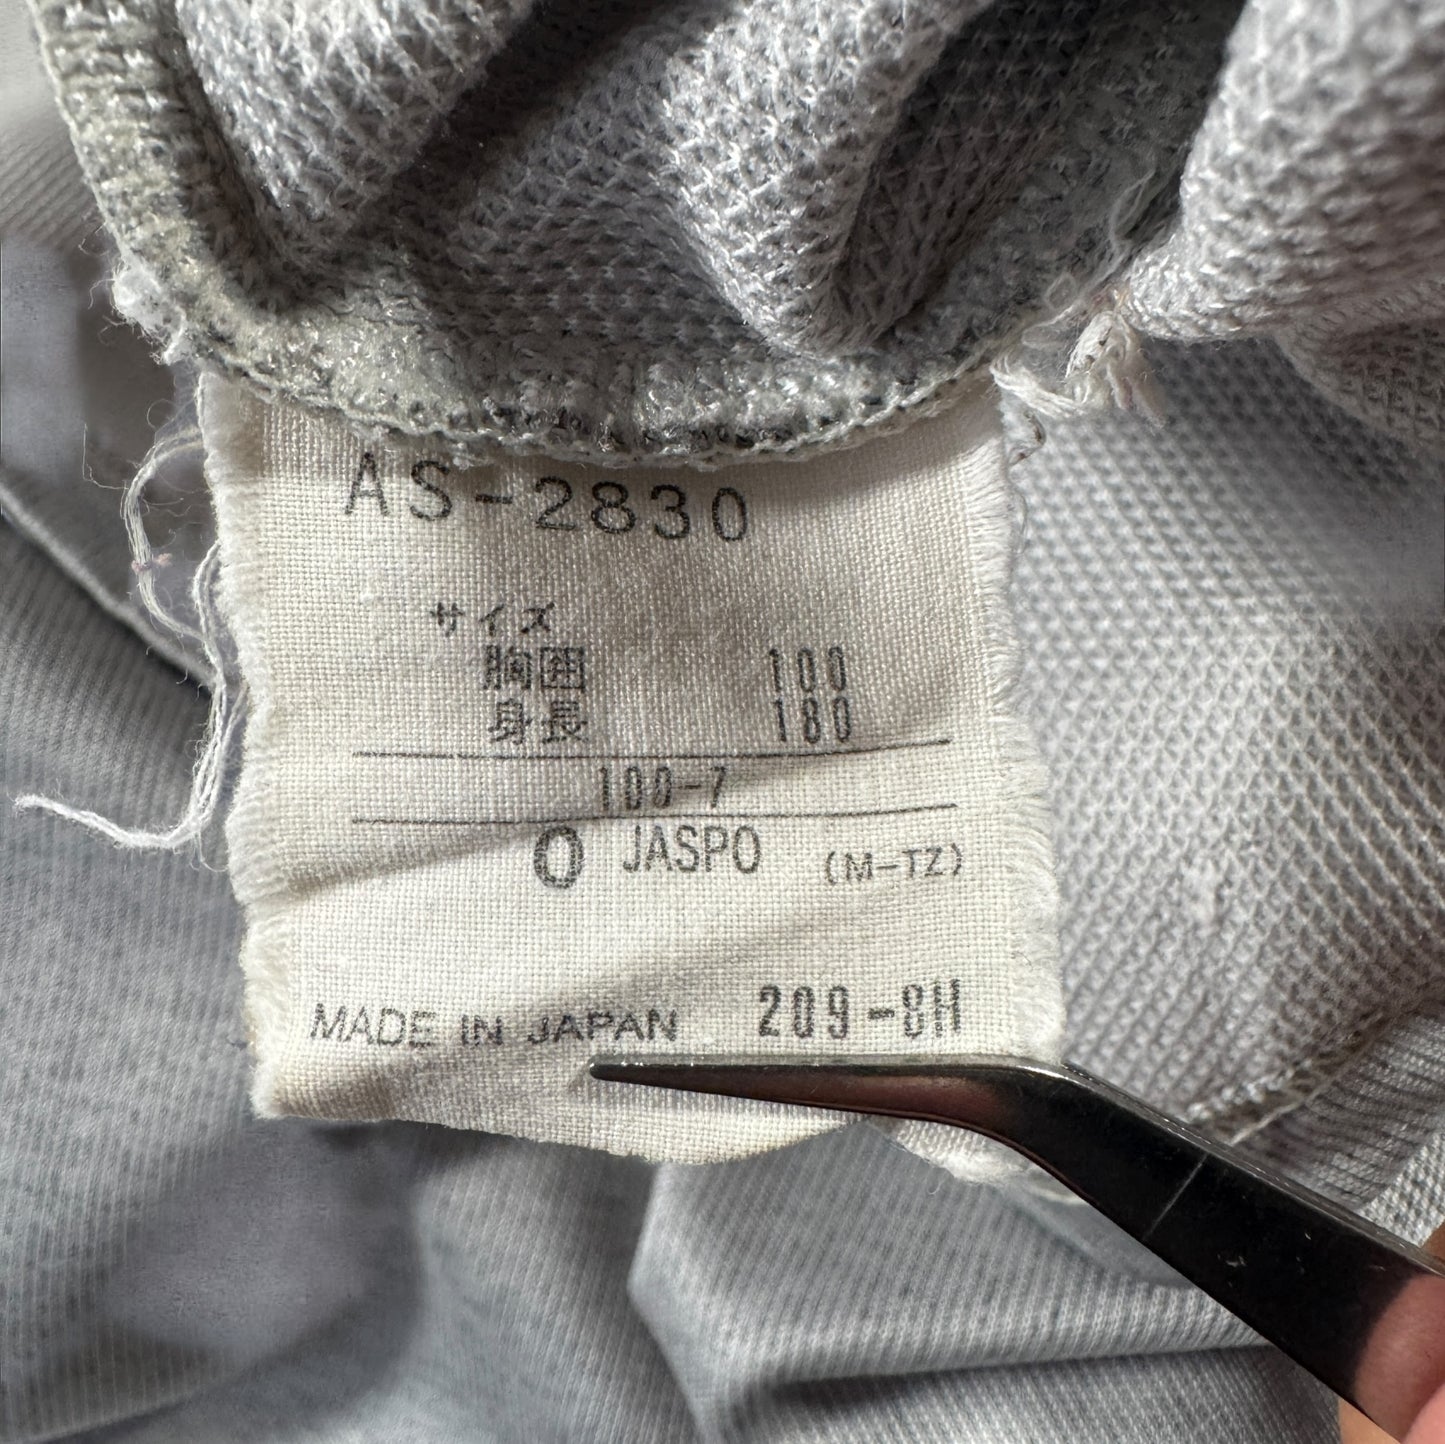 AS-2830
サイズ
胸囲 100
身長 180
100-7
O JASPO (M-TZ)
MADE IN JAPAN 209-8H